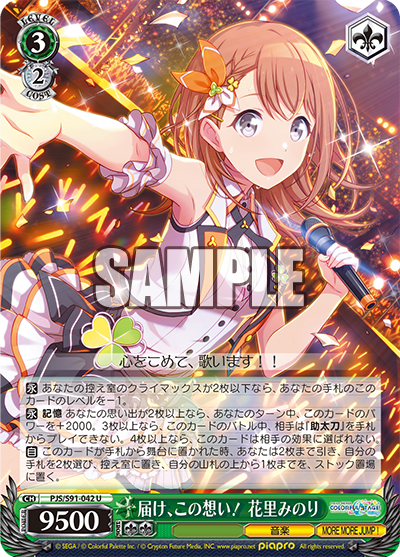 LEVEL
3
2
COST
SAMPLE
心をこめて、歌います！！
永 あなたの控え室のクライマックスが2枚以下なら、あなたの手札のこの
カードのレベルを－1。
永 記憶 あなたの思い出が2枚以上なら、あなたのターン中、このカードのパワ
ーを＋2000。3枚以上なら、このカードのバトル中、相手は『助太刀』を手札
からプレイできない。4枚以上なら、このカードは相手の効果に選ばれない。
自 このカードが手札から舞台に置かれた時、あなたは1枚まで引き、自分の
手札を2枚選び、控え室に置き、自分の山札の上から1枚までを、ストック置場
に置く。
CH PJS/S91-042 U
届け、この想い！ 花里みのり
POWER
9500
SOUL
音楽
MORE MORE JUMP！
COLORFUL STAGE!
© SEGA / © Colorful Palette Inc. / © Crypton Future Media, INC. www.piapro.net piapro All rights reserved.